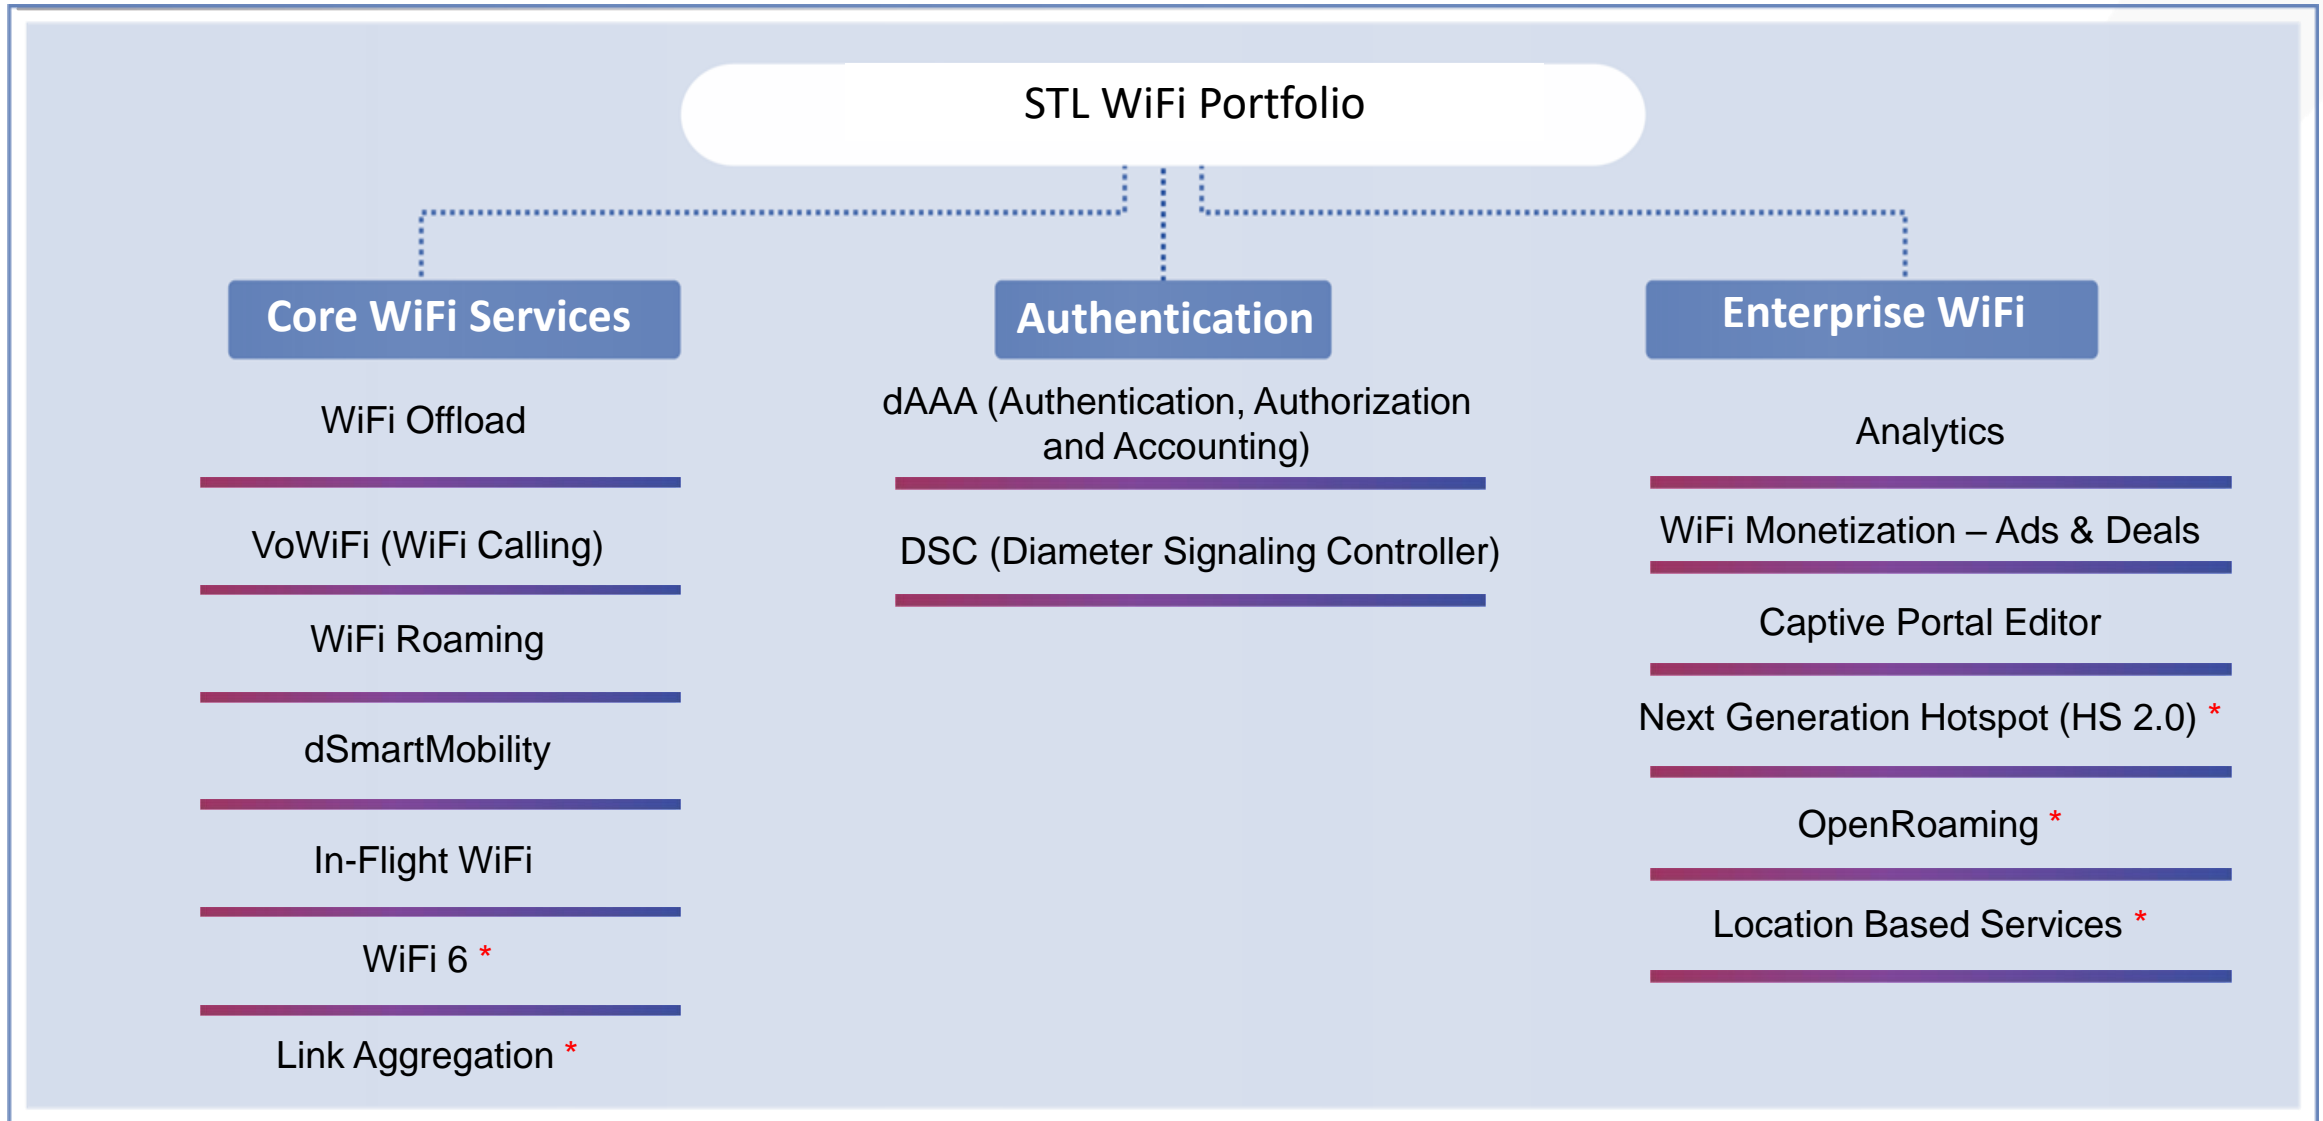 STL WiFi Portfolio
Core WiFi Services
WiFi Offload
VoWiFi (WiFi Calling)
WiFi Roaming
dSmartMobility
In-Flight WiFi
WiFi 6 *
Link Aggregation *
Authentication
dAAA (Authentication, Authorization
and Accounting)
DSC (Diameter Signaling Controller)
Enterprise WiFi
Analytics
WiFi Monetization – Ads & Deals
Captive Portal Editor
Next Generation Hotspot (HS 2.0) *
OpenRoaming *
Location Based Services *